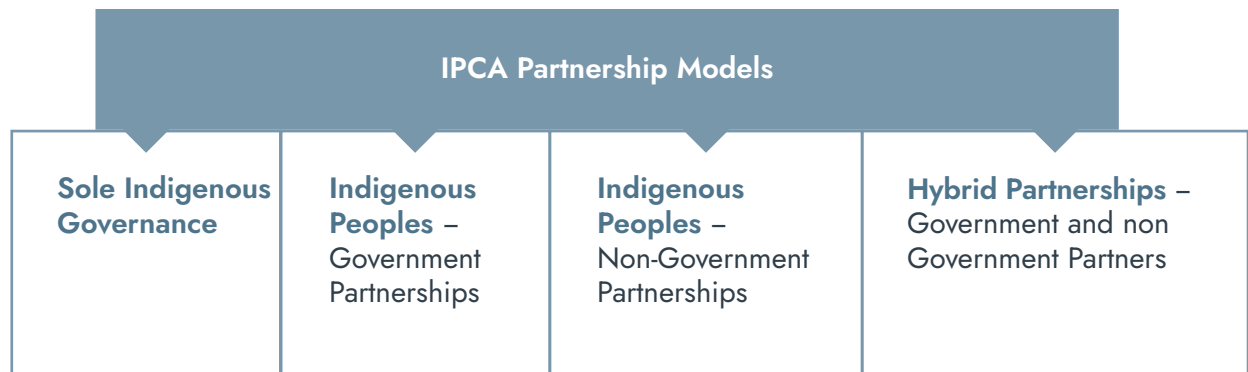 IPCA Partnership Models
Sole Indigenous
Governance
Indigenous
Peoples –
Government
Partnerships
Indigenous
Peoples –
Non-Government
Partnerships
Hybrid Partnerships –
Government and non
Government Partners